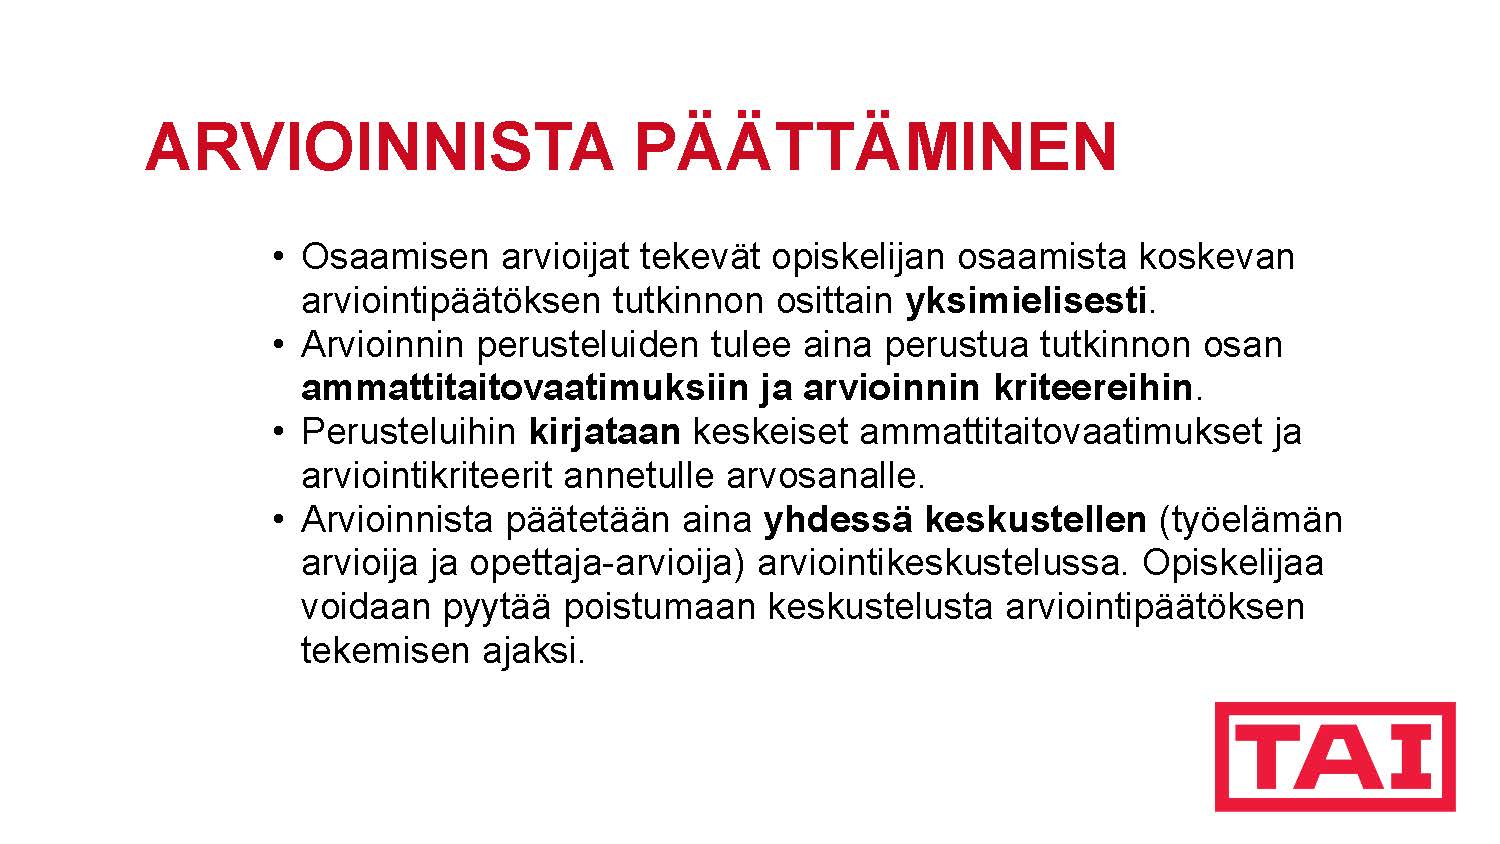 ARVIOINNISTA PÄÄTTÄMINEN
• Osaamisen arvioijat tekevät opiskelijan osaamista koskevan
arviointipäätöksen tutkinnon osittain yksimielisesti.
• Arvioinnin perusteluiden tulee aina perustua tutkinnon osan
ammattitaitovaatimuksiin ja arvioinnin kriteereihin.
• Perusteluihin kirjataan keskeiset ammattitaitovaatimukset ja
arviointikriteerit annetulle arvosanalle.
• Arvioinnista päätetään aina yhdessä keskustellen (työelämän
arvioija ja opettaja-arvioija) arviointikeskustelussa. Opiskelijaa
voidaan pyytää poistumaan keskustelusta arviointipäätöksen
tekemisen ajaksi.
TAI